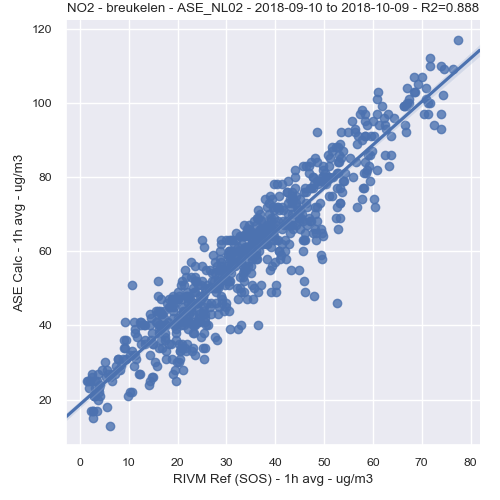 NO2 - breukelen - ASE_NL02 - 2018-09-10 to 2018-10-09 - R2=0.888
120
100
80
60
40
20
ASE Calc - 1h avg - ug/m3
0 10 20 30 40 50 60 70 80
RIVM Ref (SOS) - 1h avg - ug/m3